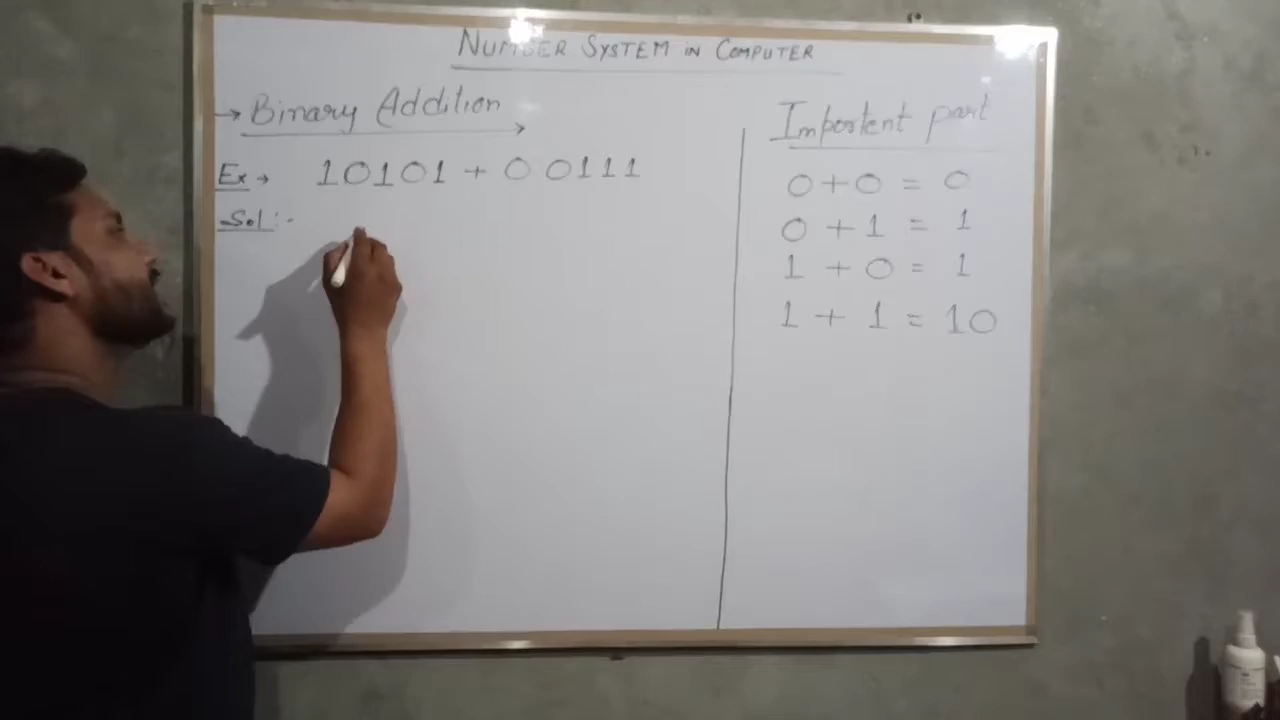 NUMBER SYSTEM IN COMPUTER
→ Binary Addition
Ex → 10101 + 00111
Sol :-
Importent part
0 + 0 = 0
0 + 1 = 1
1 + 0 = 1
1 + 1 = 10